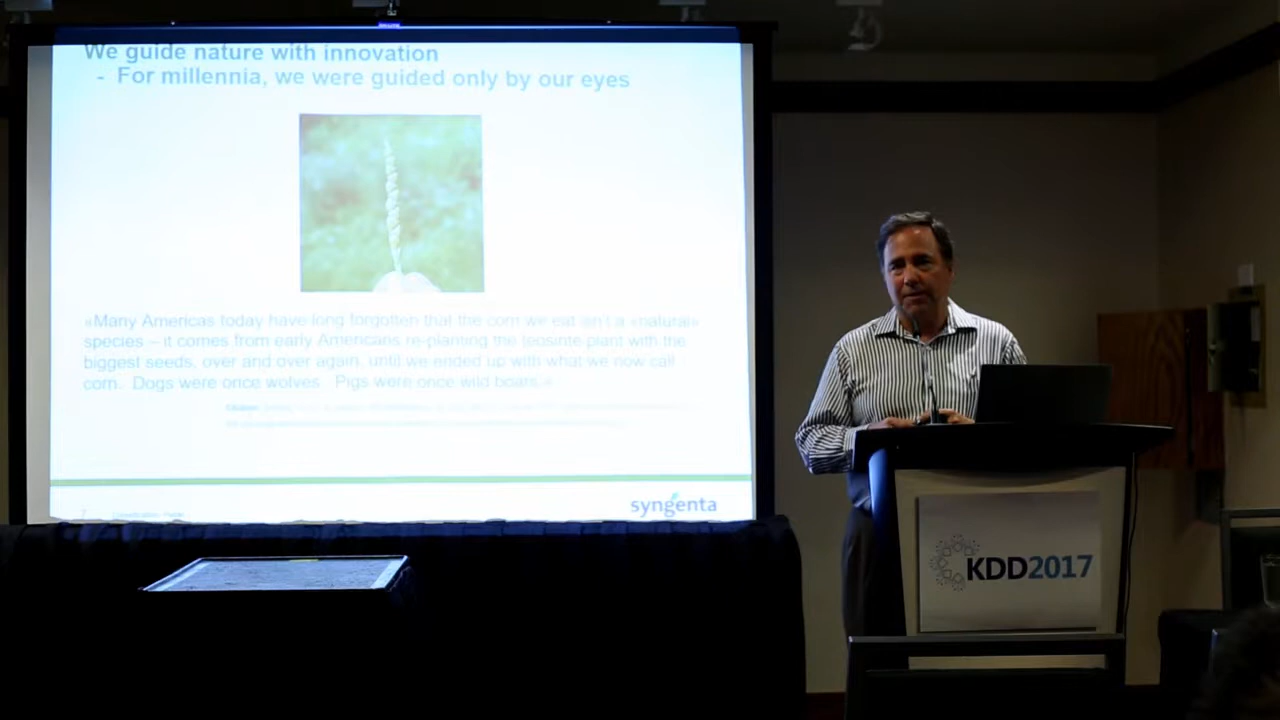 We guide nature with innovation
- For millennia, we were guided only by our eyes
«Many Americas today have long forgotten that the corn we eat isn't a «natural»
species – it comes from early Americans re-planting the teosinte plant with the
biggest seeds, over and over again, until we ended up with what we now call
corn. Dogs were once wolves. Pigs were once wild boars.»
Citation:
syngenta
KDD2017